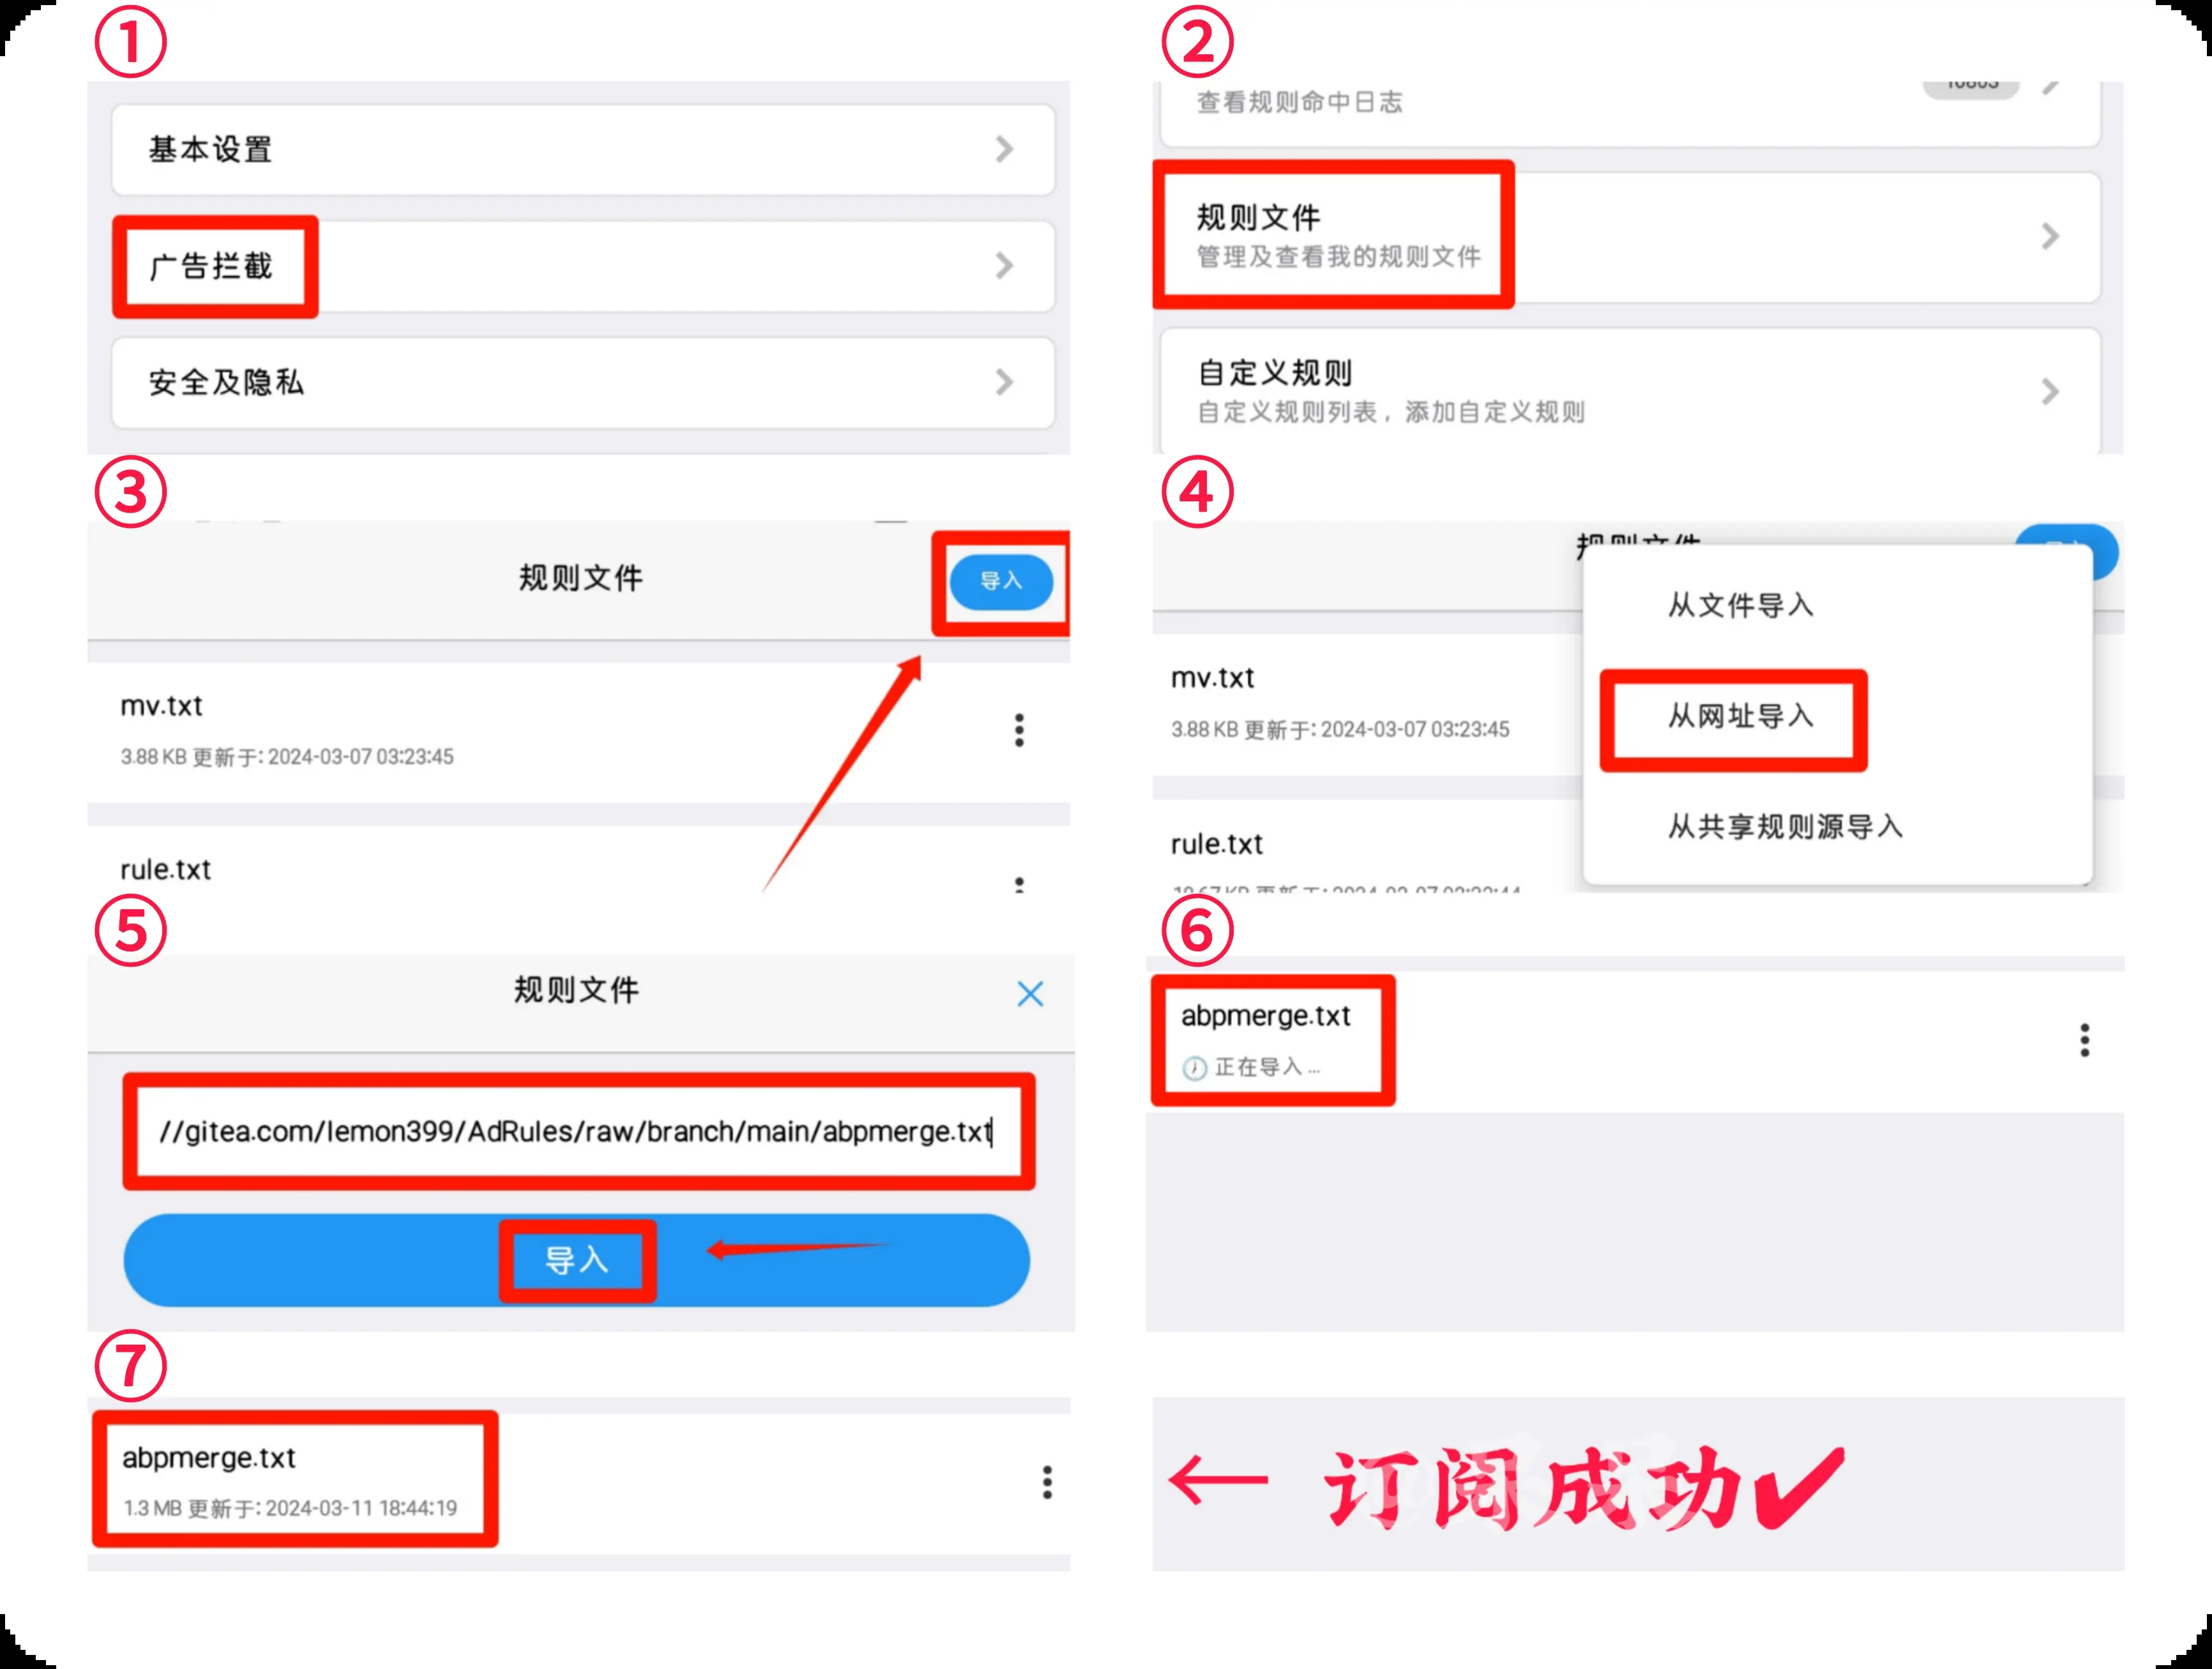 ①
基本设置
广告拦截
安全及隐私
②
查看规则命中日志
规则文件
管理及查看我的规则文件
自定义规则
自定义规则列表，添加自定义规则
③
规则文件
导入
mv.txt
3.88 KB 更新于: 2024-03-07 03:23:45
rule.txt
④
规则文件
从文件导入
从网址导入
从共享规则源导入
mv.txt
3.88 KB 更新于: 2024-03-07 03:23:45
rule.txt
⑤
规则文件
//gitea.com/lemon399/AdRules/raw/branch/main/abpmerge.txt
导入
⑥
abpmerge.txt
正在导入 ...
⑦
abpmerge.txt
1.3 MB 更新于: 2024-03-11 18:44:19
← 订阅成功✓